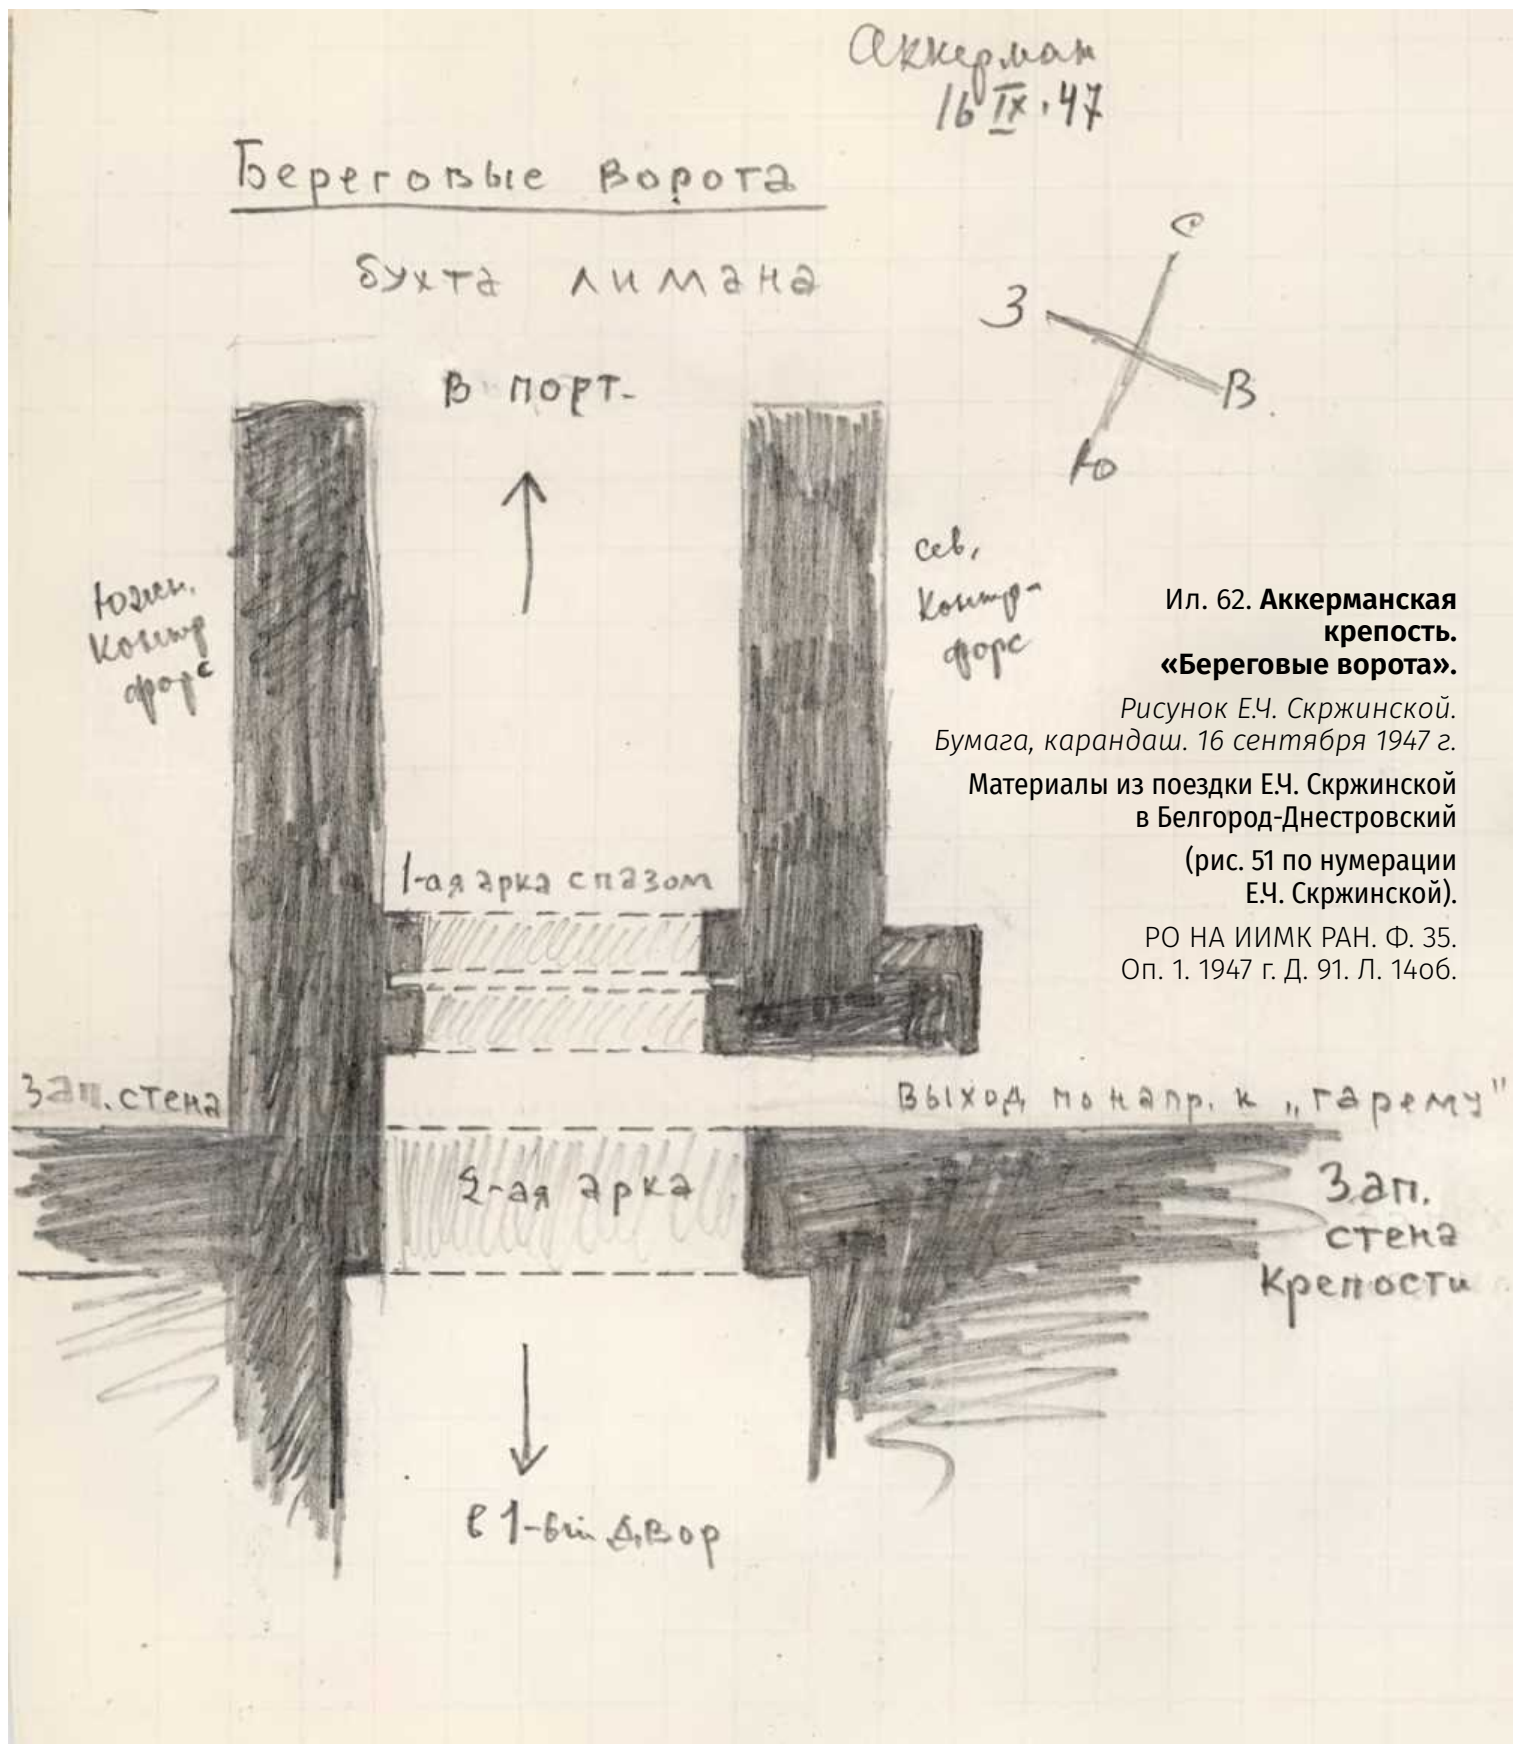 Аккерман
16 IX.47
Береговые ворота
бухта лимана
С
З
В.
Ю
В порт-
Южн.
контр
форс
сев.
контр-
форс
Ил. 62. Аккерманская
крепость.
«Береговые ворота».
Рисунок Е.Ч. Скржинской.
Бумага, карандаш. 16 сентября 1947 г.
Материалы из поездки Е.Ч. Скржинской
в Белгород-Днестровский
(рис. 51 по нумерации
Е.Ч. Скржинской).
РО НА ИИМК РАН. Ф. 35.
Оп. 1. 1947 г. Д. 91. Л. 14об.
1-ая арка с пазом
Зап. стена
выход по напр. к „гарему"
2-ая арка
Зап.
стена
крепости
в 1-ый двор